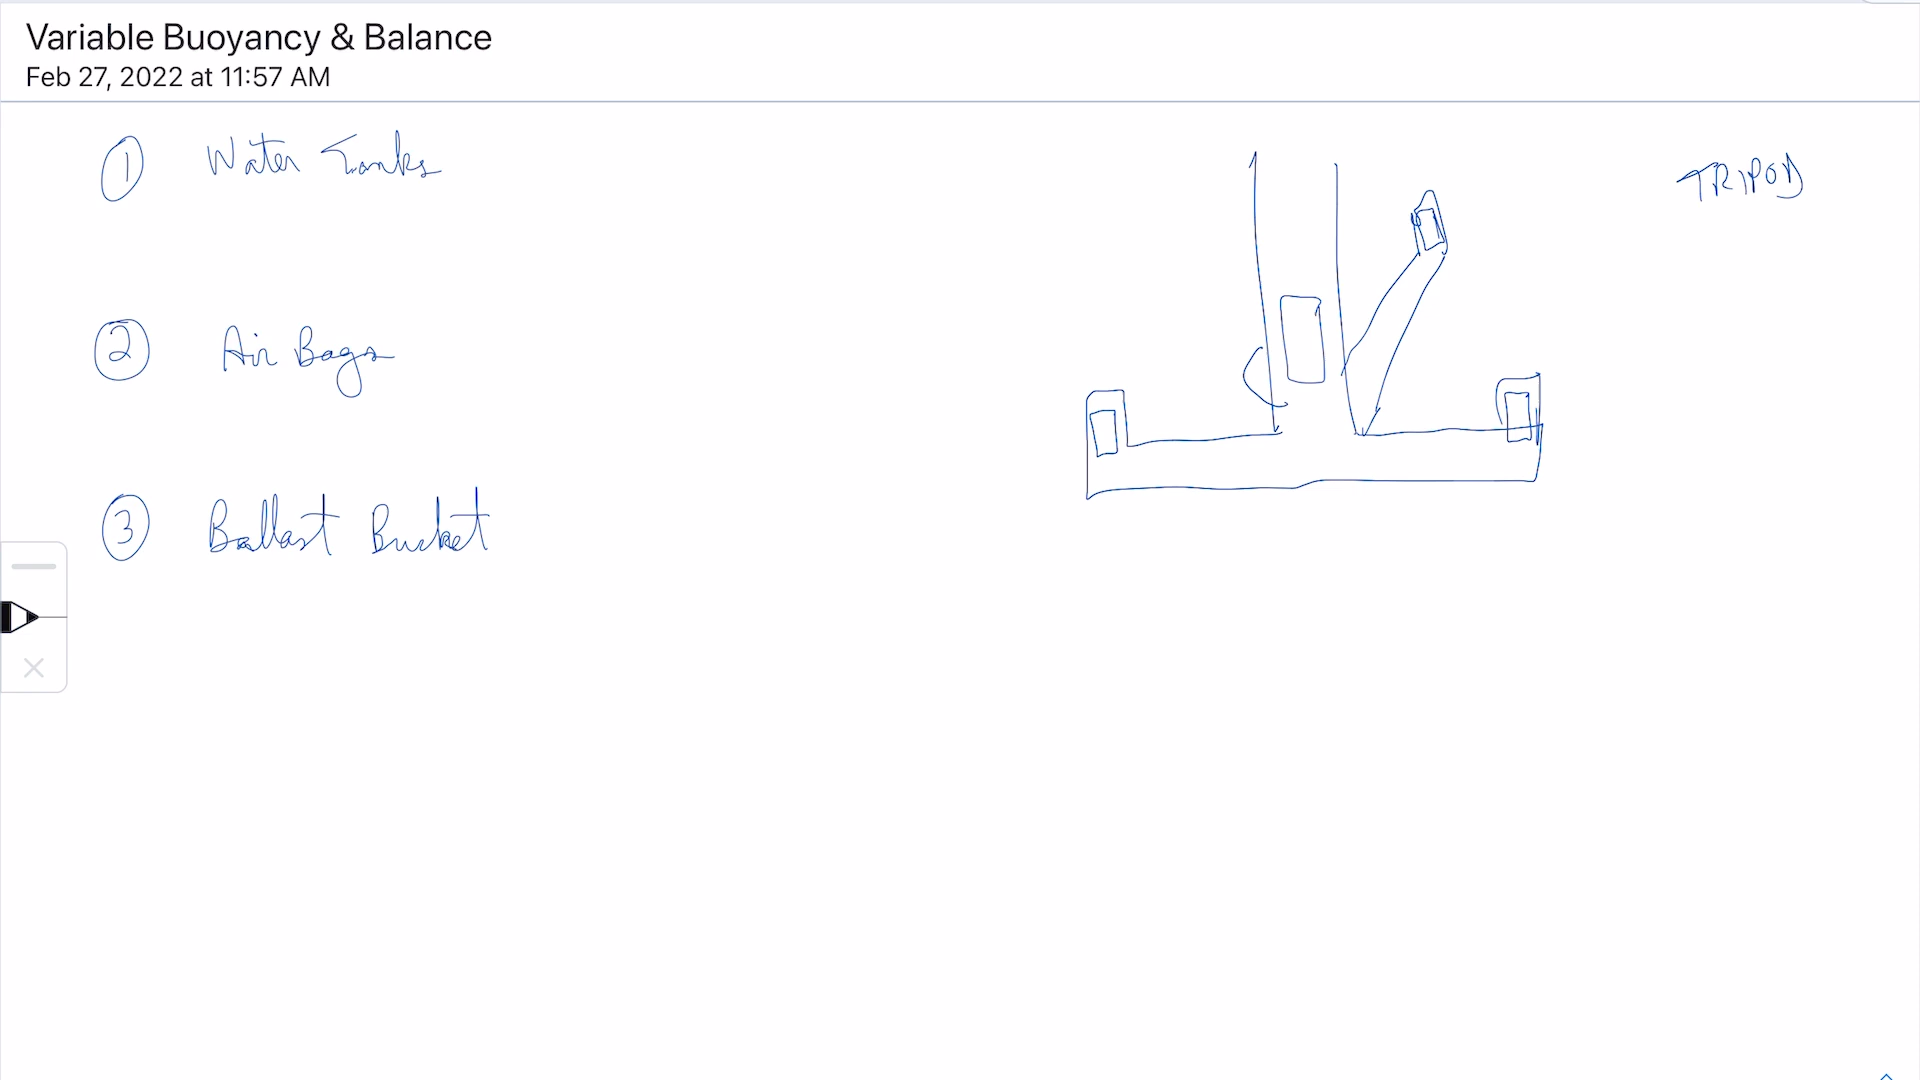 Variable Buoyancy & Balance
Feb 27, 2022 at 11:57 AM
① Water Tanks
② Air Bags
③ Ballast Bucket
TRIPOD